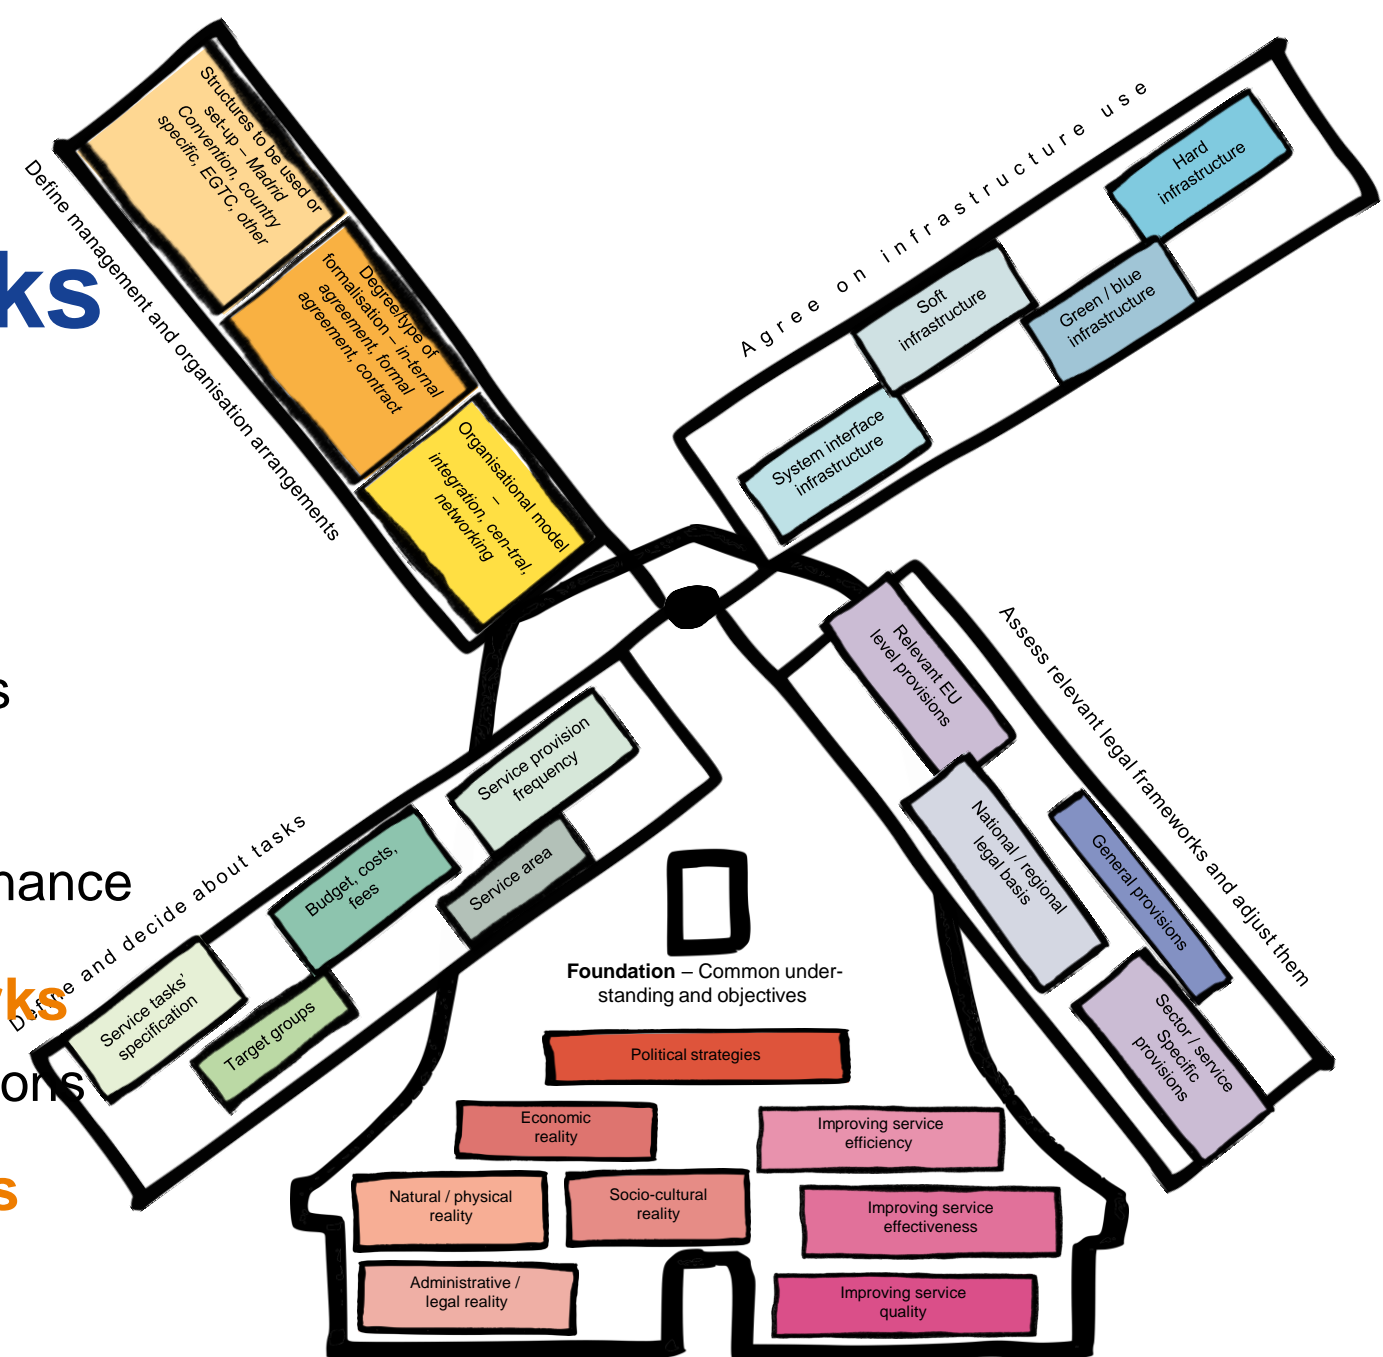 ks
s
nance
ks
ons
s
Define management and organisation arrangements
Structures to be used or
set-up – Madrid
Convention, country
specific, EGTC, other
Degree/type of
formalisation – in-ternal
agreement, formal
agreement, contract
Organisational model
–
integration, cen-tral,
networking
Agree on infrastructure use
Hard
infrastructure
Soft
infrastructure
Green / blue
infrastructure
System interface
infrastructure
Assess relevant legal frameworks and adjust them
Relevant EU
level provisions
National / regional
legal basis
General provisions
Sector / service
Specific
provisions
Define and decide about tasks
Service provision
frequency
Budget, costs,
fees
Service area
Service tasks’
specification
Target groups
Foundation – Common under-
standing and objectives
Political strategies
Economic
reality
Improving service
efficiency
Natural / physical
reality
Socio-cultural
reality
Improving service
effectiveness
Administrative /
legal reality
Improving service
quality